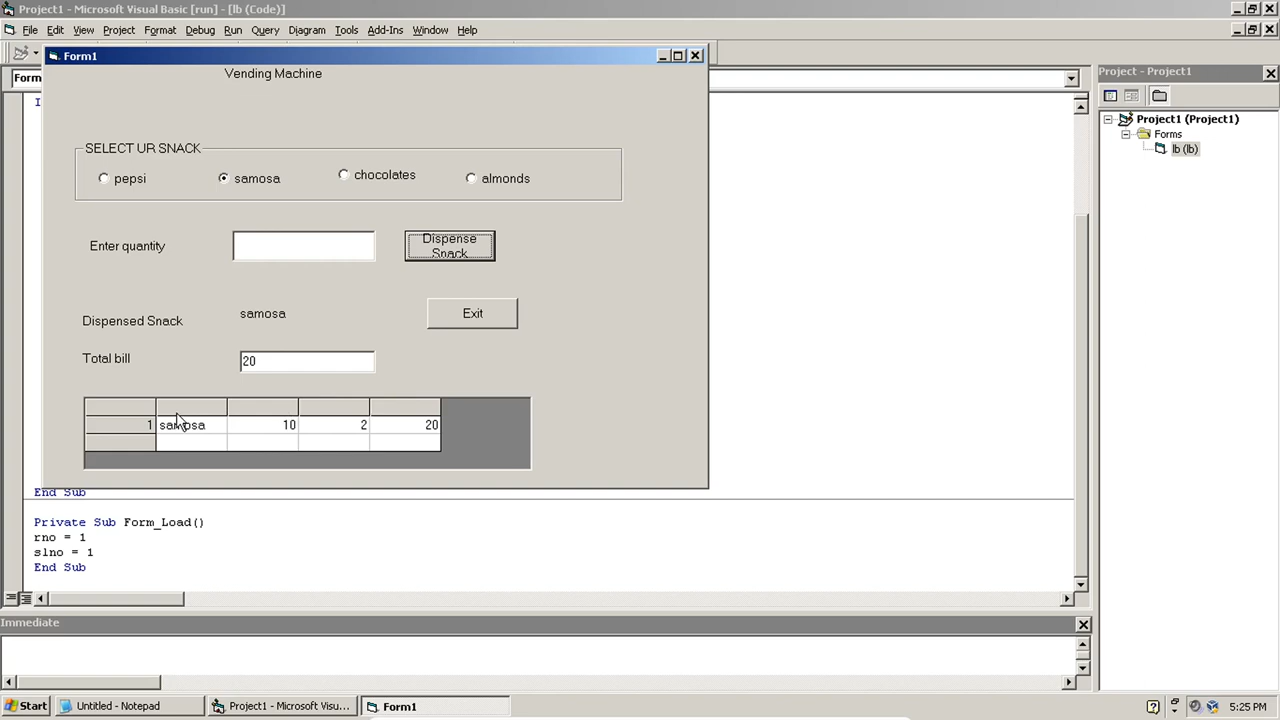 Project1 - Microsoft Visual Basic [run] - [lb (Code)]
File Edit View Project Format Debug Run Query Diagram Tools Add-Ins Window Help
Form1
Form
Project - Project1
Vending Machine
Project1 (Project1)
Forms
lb (lb)
SELECT UR SNACK
pepsi samosa chocolates almonds
Enter quantity
Dispense
Snack
Dispensed Snack samosa Exit
Total bill 20
1 samosa 10 2 20
End Sub
Private Sub Form_Load()
rno = 1
slno = 1
End Sub
Immediate
Start Untitled - Notepad Project1 - Microsoft Visu... Form1 5:25 PM